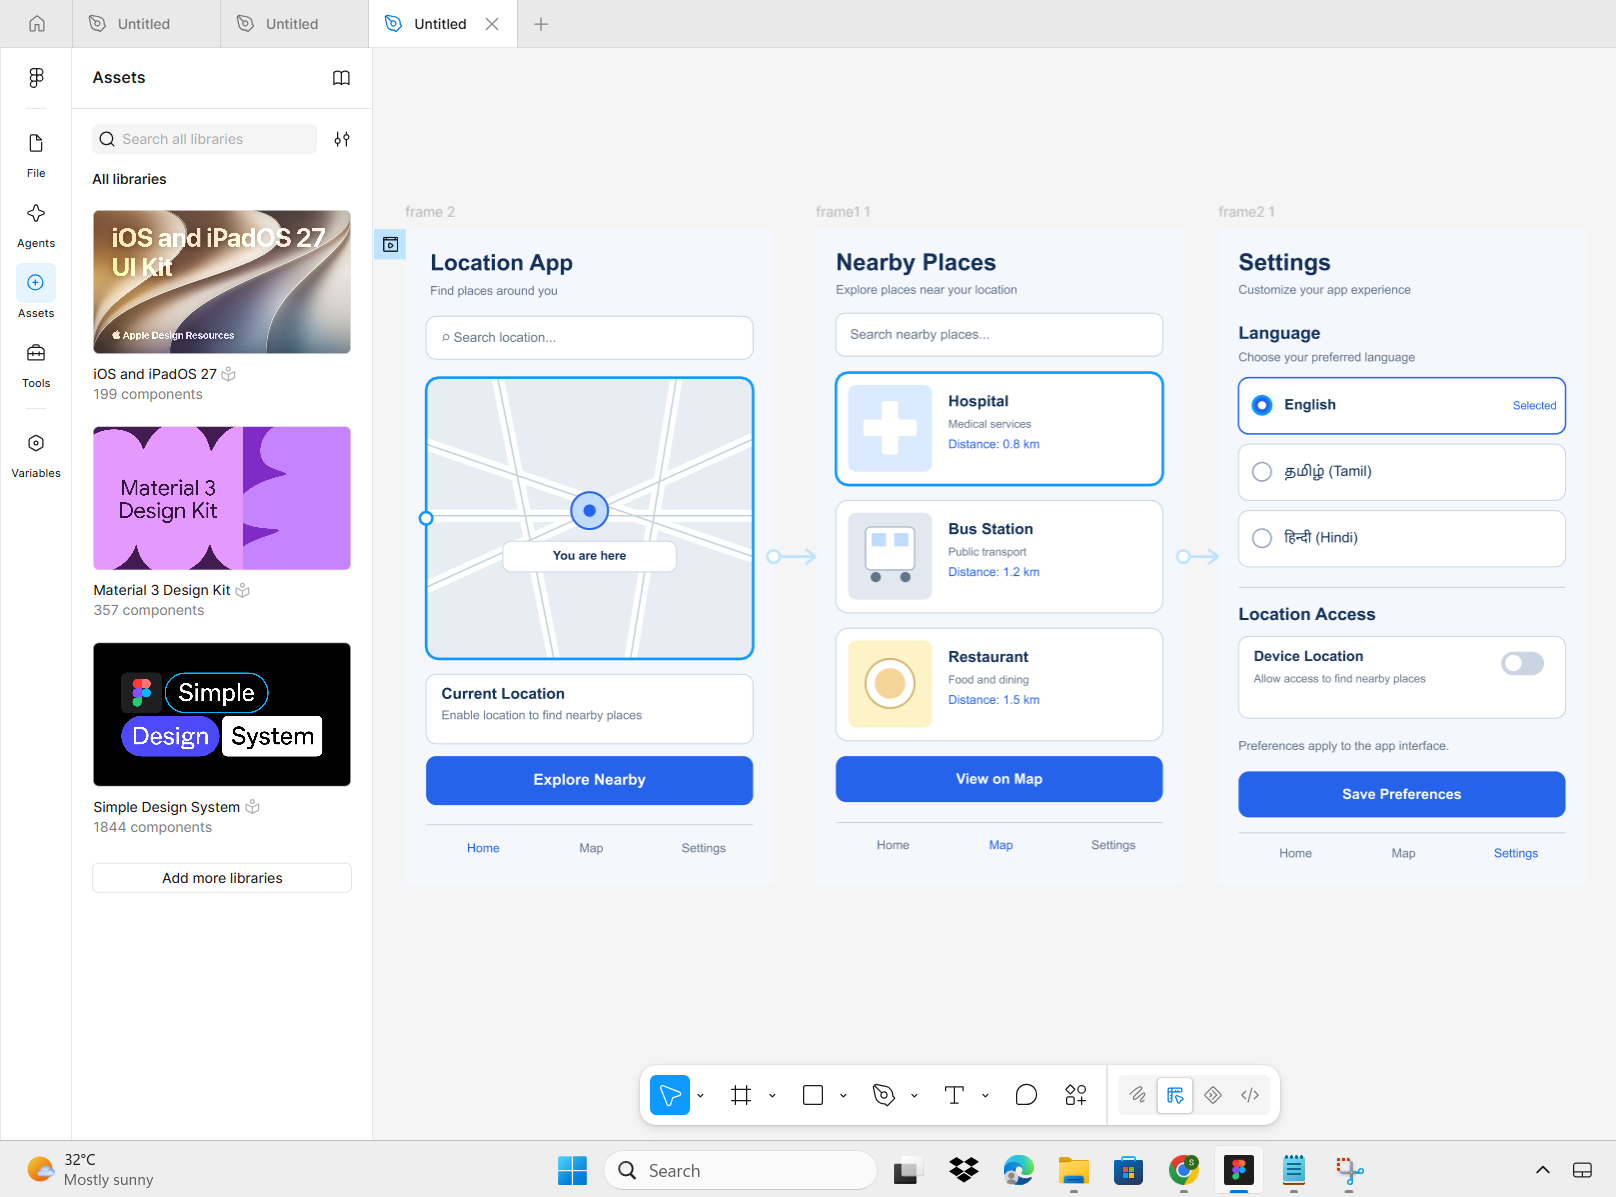 Untitled
Untitled
Untitled
Assets
File
Agents
Assets
Tools
Variables
Search all libraries
All libraries
iOS and iPadOS 27
UI Kit
Apple Design Resources
iOS and iPadOS 27
199 components
Material 3
Design Kit
Material 3 Design Kit
357 components
Simple
Design System
Simple Design System
1844 components
Add more libraries
frame 2
Location App
Find places around you
Search location...
You are here
Current Location
Enable location to find nearby places
Explore Nearby
Home Map Settings
frame1 1
Nearby Places
Explore places near your location
Search nearby places...
Hospital
Medical services
Distance: 0.8 km
Bus Station
Public transport
Distance: 1.2 km
Restaurant
Food and dining
Distance: 1.5 km
View on Map
Home Map Settings
frame2 1
Settings
Customize your app experience
Language
Choose your preferred language
English Selected
தமிழ் (Tamil)
हिन्दी (Hindi)
Location Access
Device Location
Allow access to find nearby places
Preferences apply to the app interface.
Save Preferences
Home Map Settings
32°C
Mostly sunny
Search
S